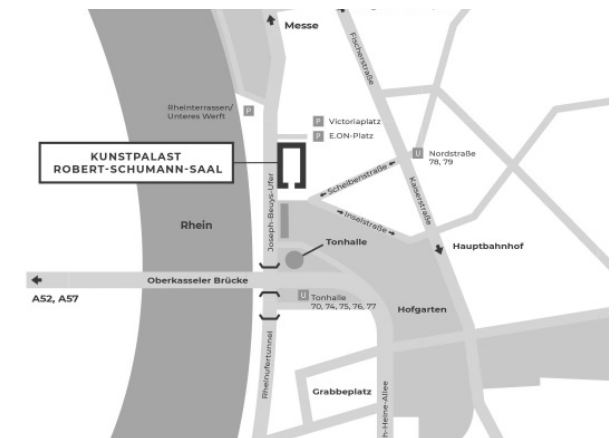 Messe
Fischerstraße
Rheinterrassen/
Unteres Werft
P
P Victoriaplatz
P E.ON-Platz
KUNSTPALAST
ROBERT-SCHUMANN-SAAL
U Nordstraße
78, 79
Scheibenstraße
Kaiserstraße
Inselstraße
Joseph-Beuys-Ufer
Rhein
Tonhalle
Hauptbahnhof
Oberkasseler Brücke
A52, A57
U Tonhalle
70, 74, 75, 76, 77
Hofgarten
Rheinufertunnel
Grabbeplatz
h-Heine-Allee